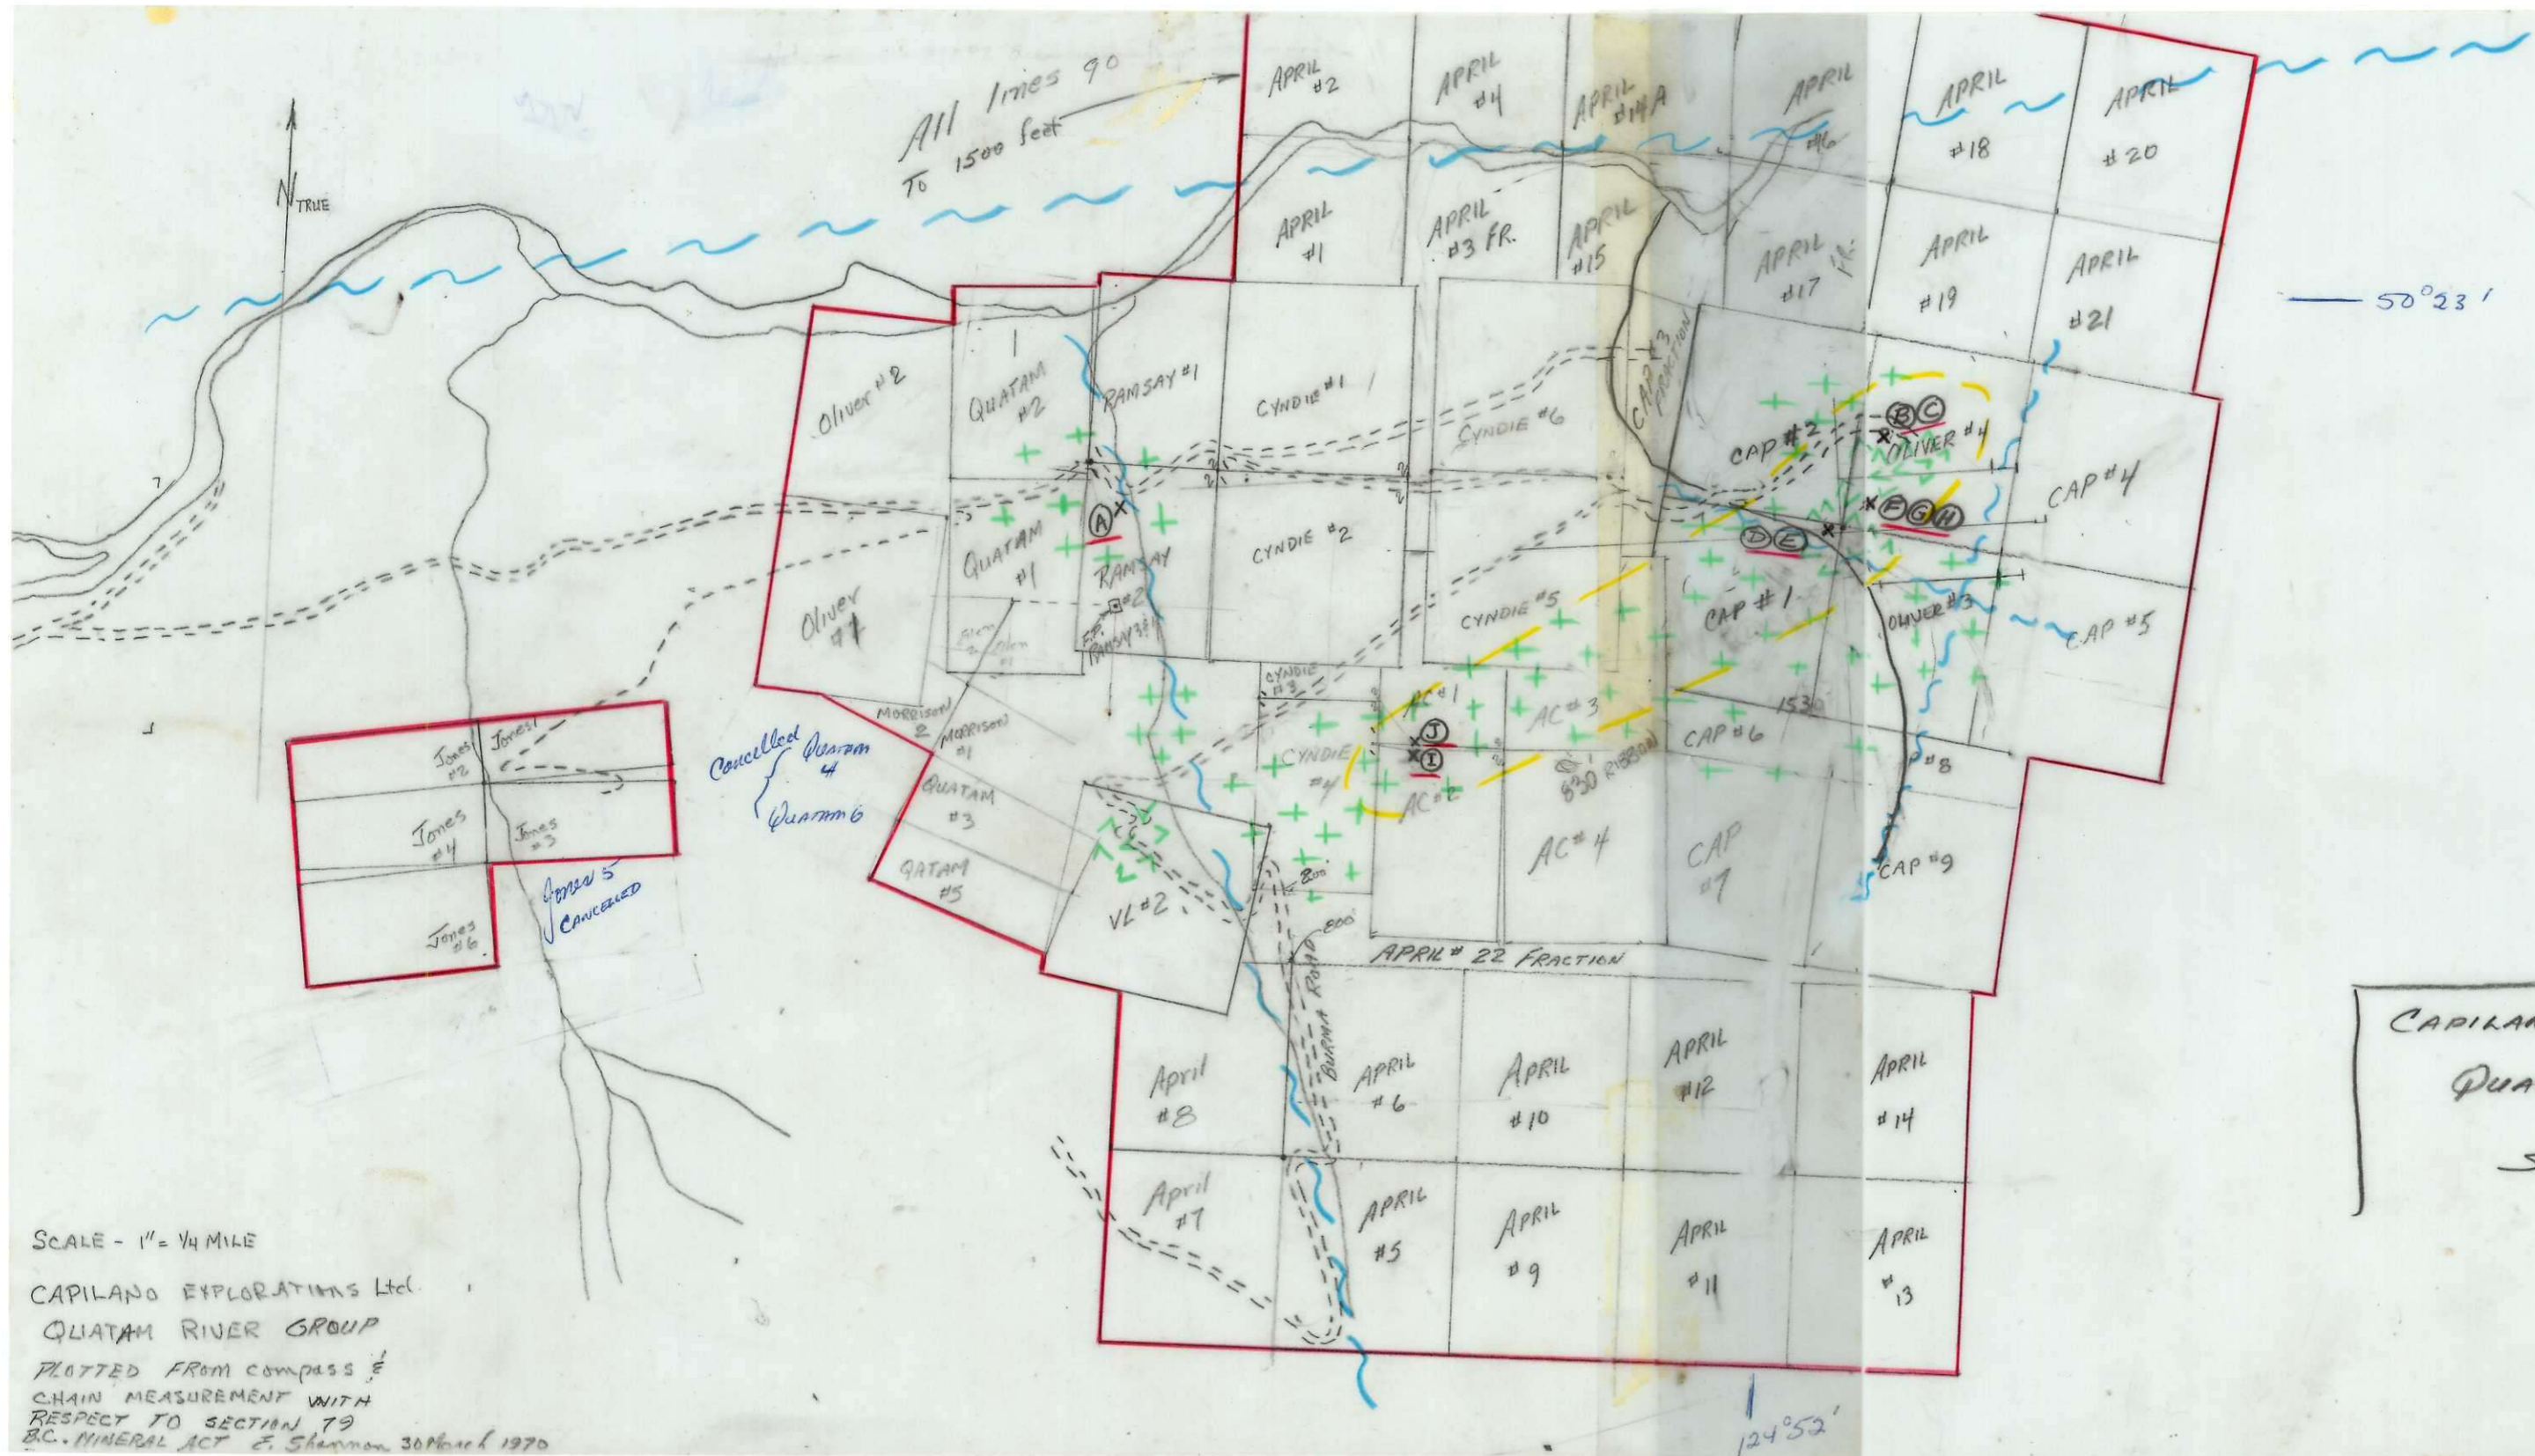 All lines 90
To 1500 feet
N TRUE
APRIL #2
APRIL #4
APRIL #14A
APRIL #16
APRIL #18
APRIL #20
APRIL #1
APRIL #3 FR.
APRIL #15
APRIL #17 FR.
APRIL #19
APRIL #21
50°23'
Oliver #2
QUATAM #2
RAMSAY #1
CYNDIE #1
CYNDIE #6
CAP #3 FRACTION
CAP #2
B C
OLIVER #4
CAP #4
Oliver #1
QUATAM #1
A
RAMSAY #2
CYNDIE #2
CYNDIE #5
D E
F G H
CAP #1
OLIVER #3
CAP #5
MORRISON 2
MORRISON #1
CYNDIE #3
CYNDIE #4
AC #1
J
I
AC #2
AC #3
830 RIBBON
CAP #6
1530
#8
Jones #2
Jones 1
Jones #4
Jones #3
Jones #6
Jones 5
CANCELLED
Cancelled
QUATAM 4
QUATAM 6
QUATAM #3
QATAM #5
VL #2
800
800
AC #4
CAP #7
CAP #9
APRIL #22 FRACTION
BURMA ROAD
April #8
APRIL #6
APRIL #10
APRIL #12
APRIL #14
April #7
APRIL #5
APRIL #9
APRIL #11
APRIL #13
124°52'
SCALE - 1" = 1/4 MILE
CAPILANO EXPLORATIONS Ltd.
QUATAM RIVER GROUP
PLOTTED FROM compass &
CHAIN MEASUREMENT WITH
RESPECT TO SECTION 79
B.C. MINERAL ACT E. Shannon 30 March 1970
CAPILAN
QUA
S